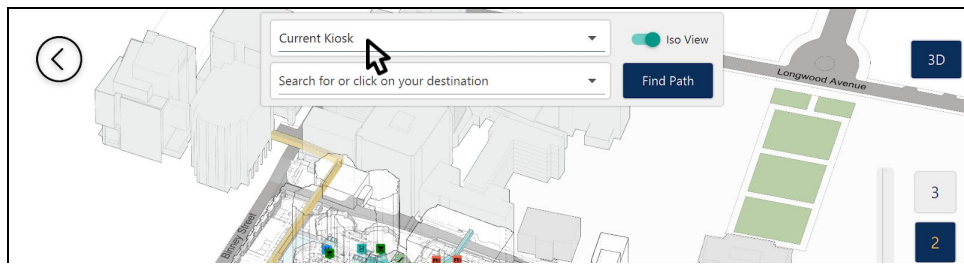 Current Kiosk
Iso View
Search for or click on your destination
Find Path
3D
Longwood Avenue
3
2
Binney Street